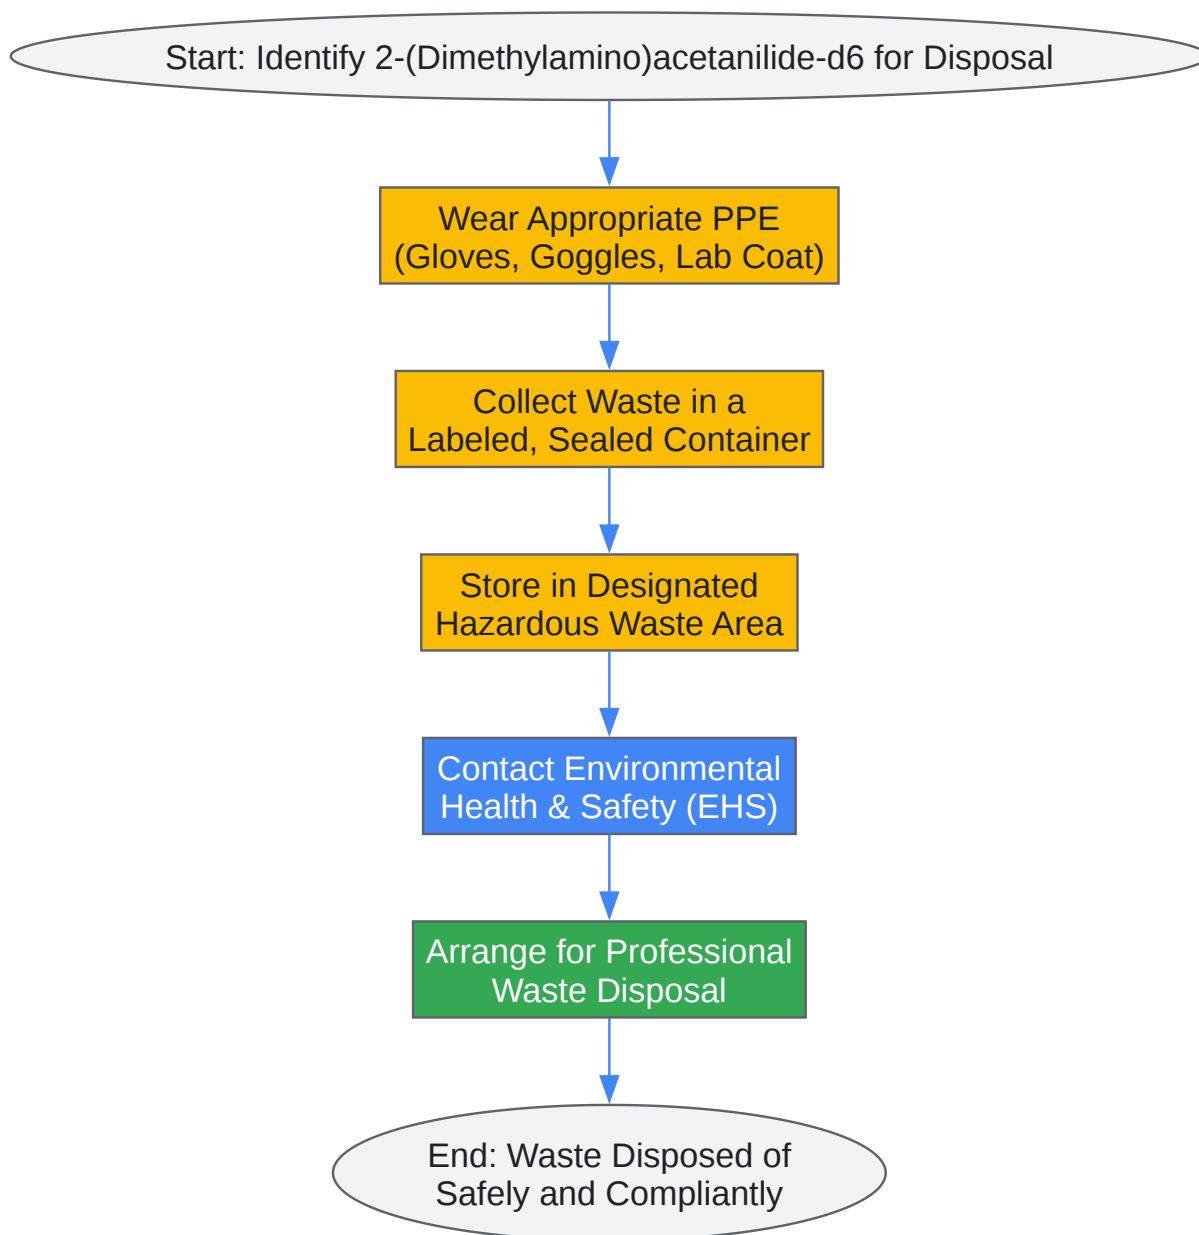 Start: Identify 2-(Dimethylamino)acetanilide-d6 for Disposal
Wear Appropriate PPE
(Gloves, Goggles, Lab Coat)
Collect Waste in a
Labeled, Sealed Container
Store in Designated
Hazardous Waste Area
Contact Environmental
Health & Safety (EHS)
Arrange for Professional
Waste Disposal
End: Waste Disposed of
Safely and Compliantly